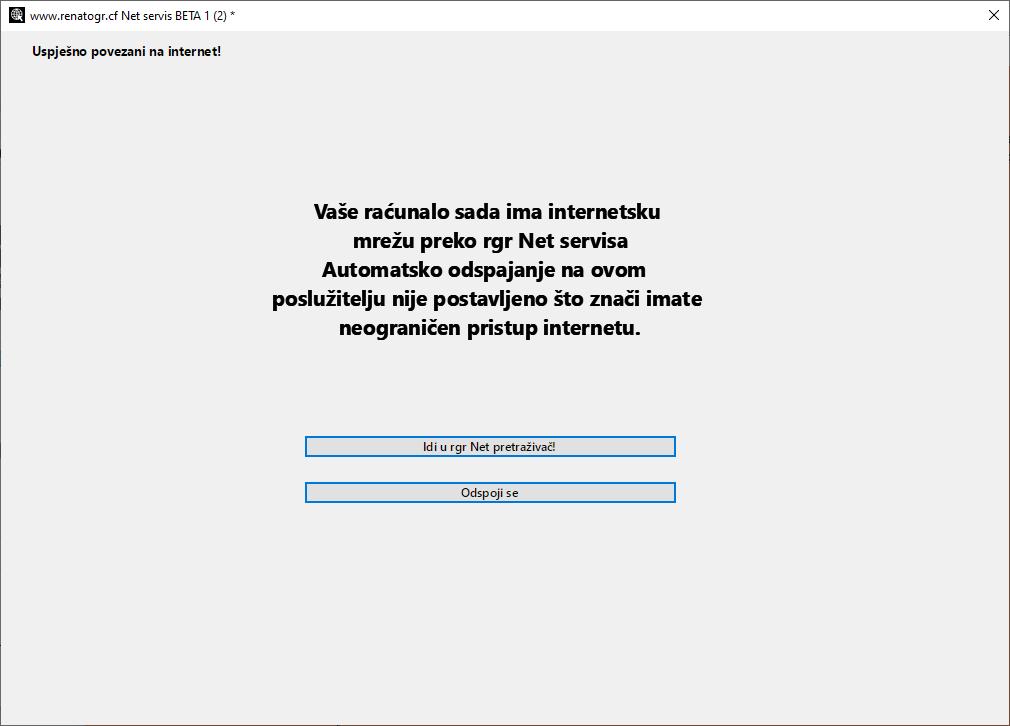 www.renatogr.cf Net servis BETA 1 (2) *
Uspješno povezani na internet!
Vaše raćunalo sada ima internetsku
mrežu preko rgr Net servisa
Automatsko odspajanje na ovom
poslužitelju nije postavljeno što znači imate
neograničen pristup internetu.
Idi u rgr Net pretraživač!
Odspoji se